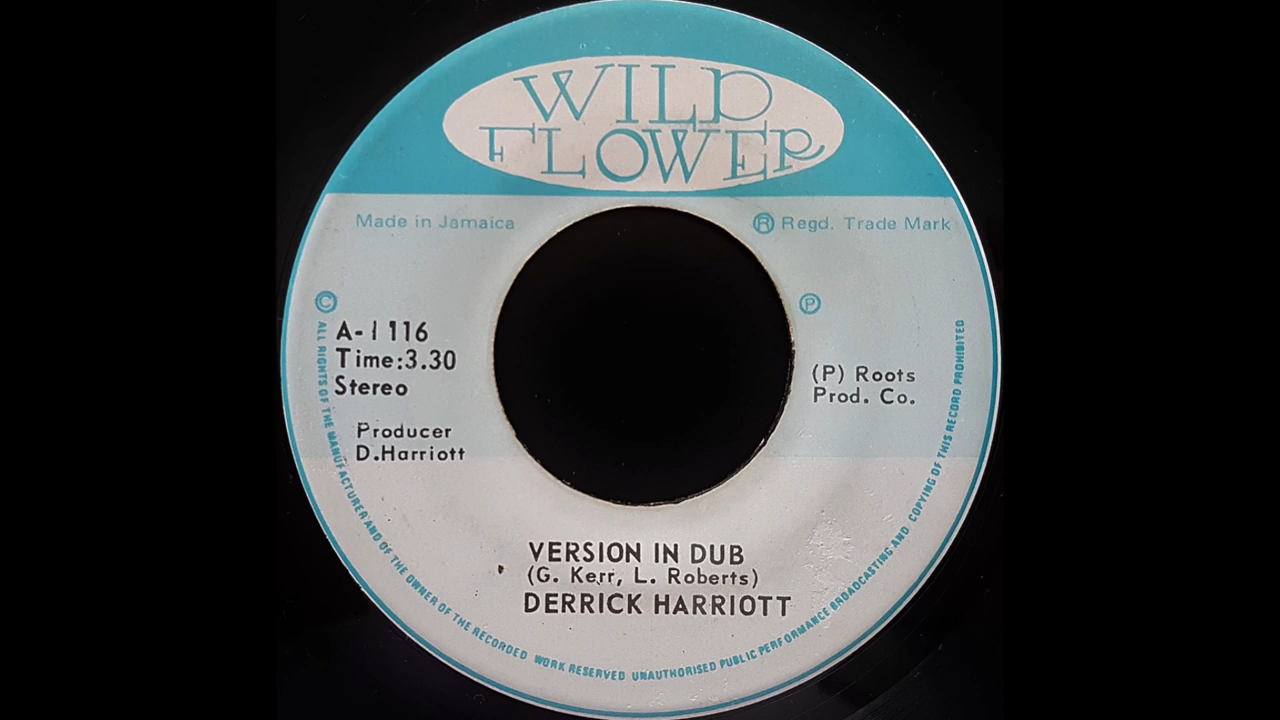 WILD
FLOWER
Made in Jamaica
® Regd. Trade Mark
©
℗
A-1116
Time:3.30
Stereo
(P) Roots
Prod. Co.
Producer
D.Harriott
VERSION IN DUB
(G. Kerr, L. Roberts)
DERRICK HARRIOTT
ALL RIGHTS OF THE MANUFACTURER AND OF THE OWNER OF THE RECORDED WORK RESERVED UNAUTHORISED PUBLIC PERFORMANCE BROADCASTING AND COPYING OF THIS RECORD PROHIBITED